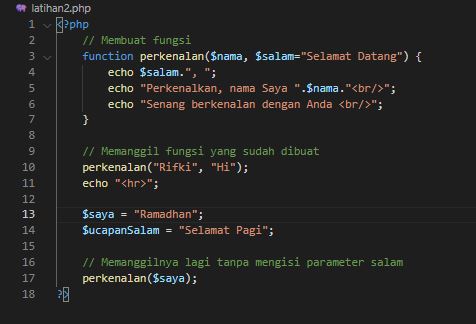 latihan2.php
1 <?php
2 // Membuat fungsi
3 function perkenalan($nama, $salam="Selamat Datang") {
4 echo $salam.", ";
5 echo "Perkenalkan, nama Saya ".$nama."<br/>";
6 echo "Senang berkenalan dengan Anda <br/>";
7 }
8
9 // Memanggil fungsi yang sudah dibuat
10 perkenalan("Rifki", "Hi");
11 echo "<hr>";
12
13 $saya = "Ramadhan";
14 $ucapanSalam = "Selamat Pagi";
15
16 // Memanggilnya lagi tanpa mengisi parameter salam
17 perkenalan($saya);
18 ?>